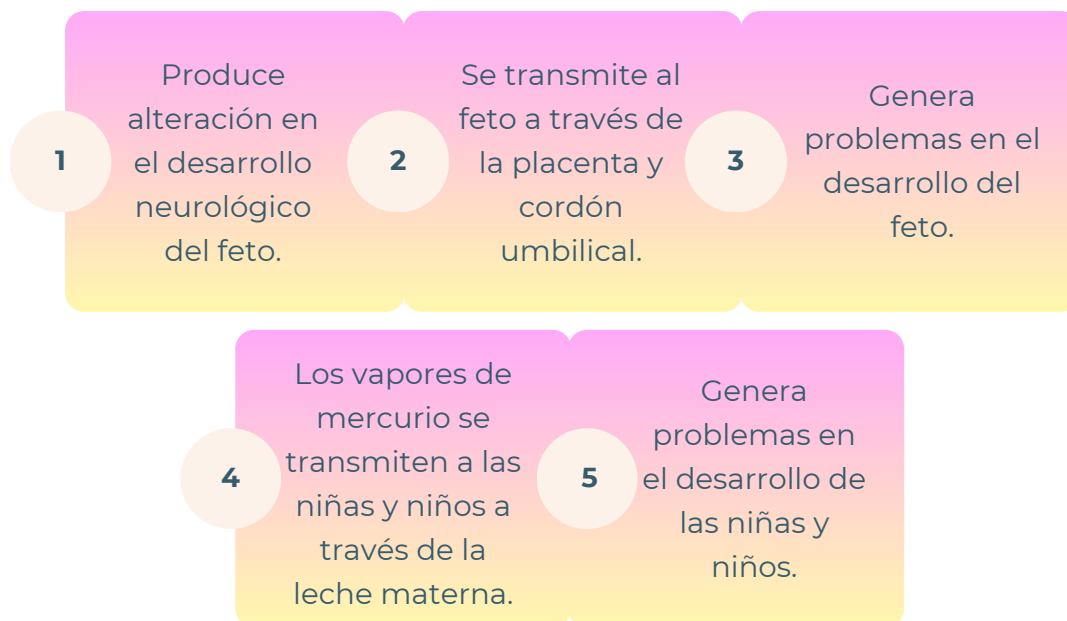 1
Produce
alteración en
el desarrollo
neurológico
del feto.
2
Se transmite al
feto a través de
la placenta y
cordón
umbilical.
3
Genera
problemas en el
desarrollo del
feto.
4
Los vapores de
mercurio se
transmiten a las
niñas y niños a
través de la
leche materna.
5
Genera
problemas en
el desarrollo de
las niñas y
niños.